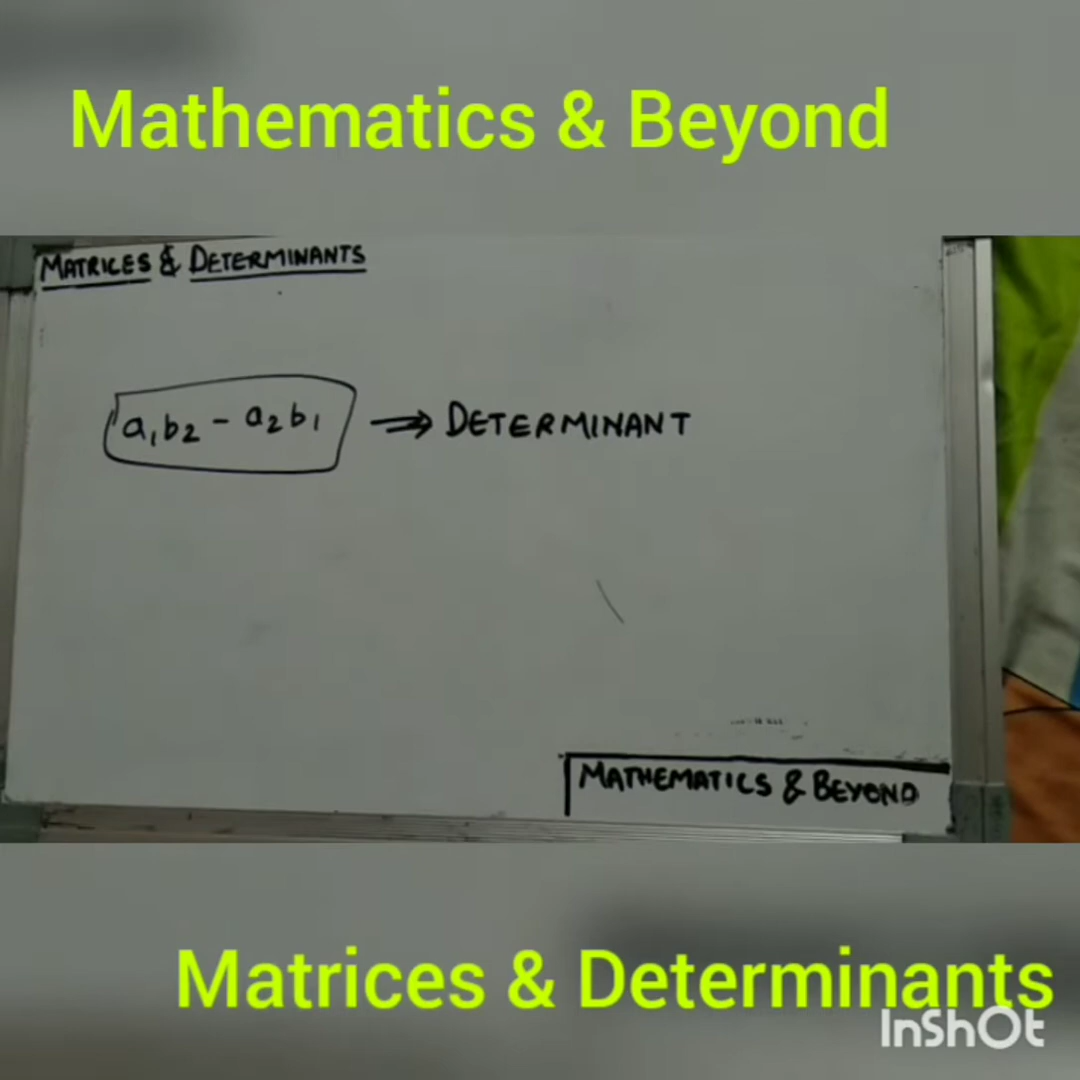 Mathematics & Beyond
MATRICES & DETERMINANTS
a₁b₂ - a₂b₁ ⇒ DETERMINANT
MATHEMATICS & BEYOND
Matrices & Determinants
InShOt